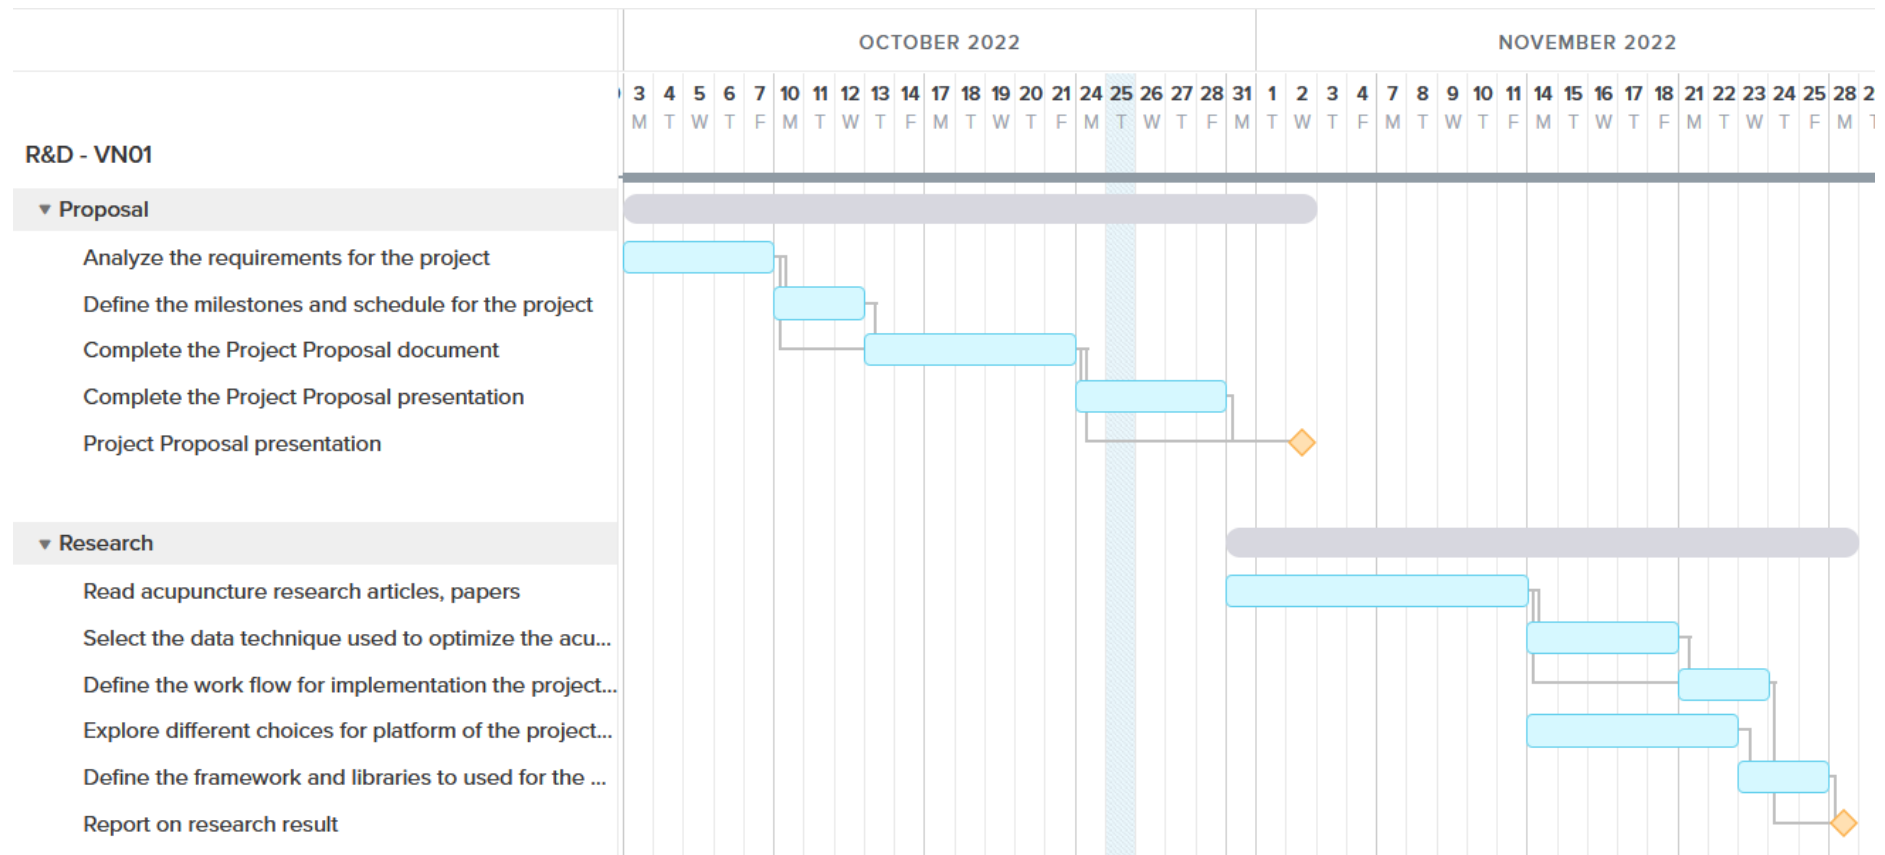 OCTOBER 2022 NOVEMBER 2022
3 4 5 6 7 10 11 12 13 14 17 18 19 20 21 24 25 26 27 28 31 1 2 3 4 7 8 9 10 11 14 15 16 17 18 21 22 23 24 25 28
M T W T F M T W T F M T W T F M T W T F M T W T F M T W T F M T W T F M T W T F M
R&D - VN01
Proposal
Analyze the requirements for the project
Define the milestones and schedule for the project
Complete the Project Proposal document
Complete the Project Proposal presentation
Project Proposal presentation
Research
Read acupuncture research articles, papers
Select the data technique used to optimize the acu...
Define the work flow for implementation the project...
Explore different choices for platform of the project...
Define the framework and libraries to used for the ...
Report on research result